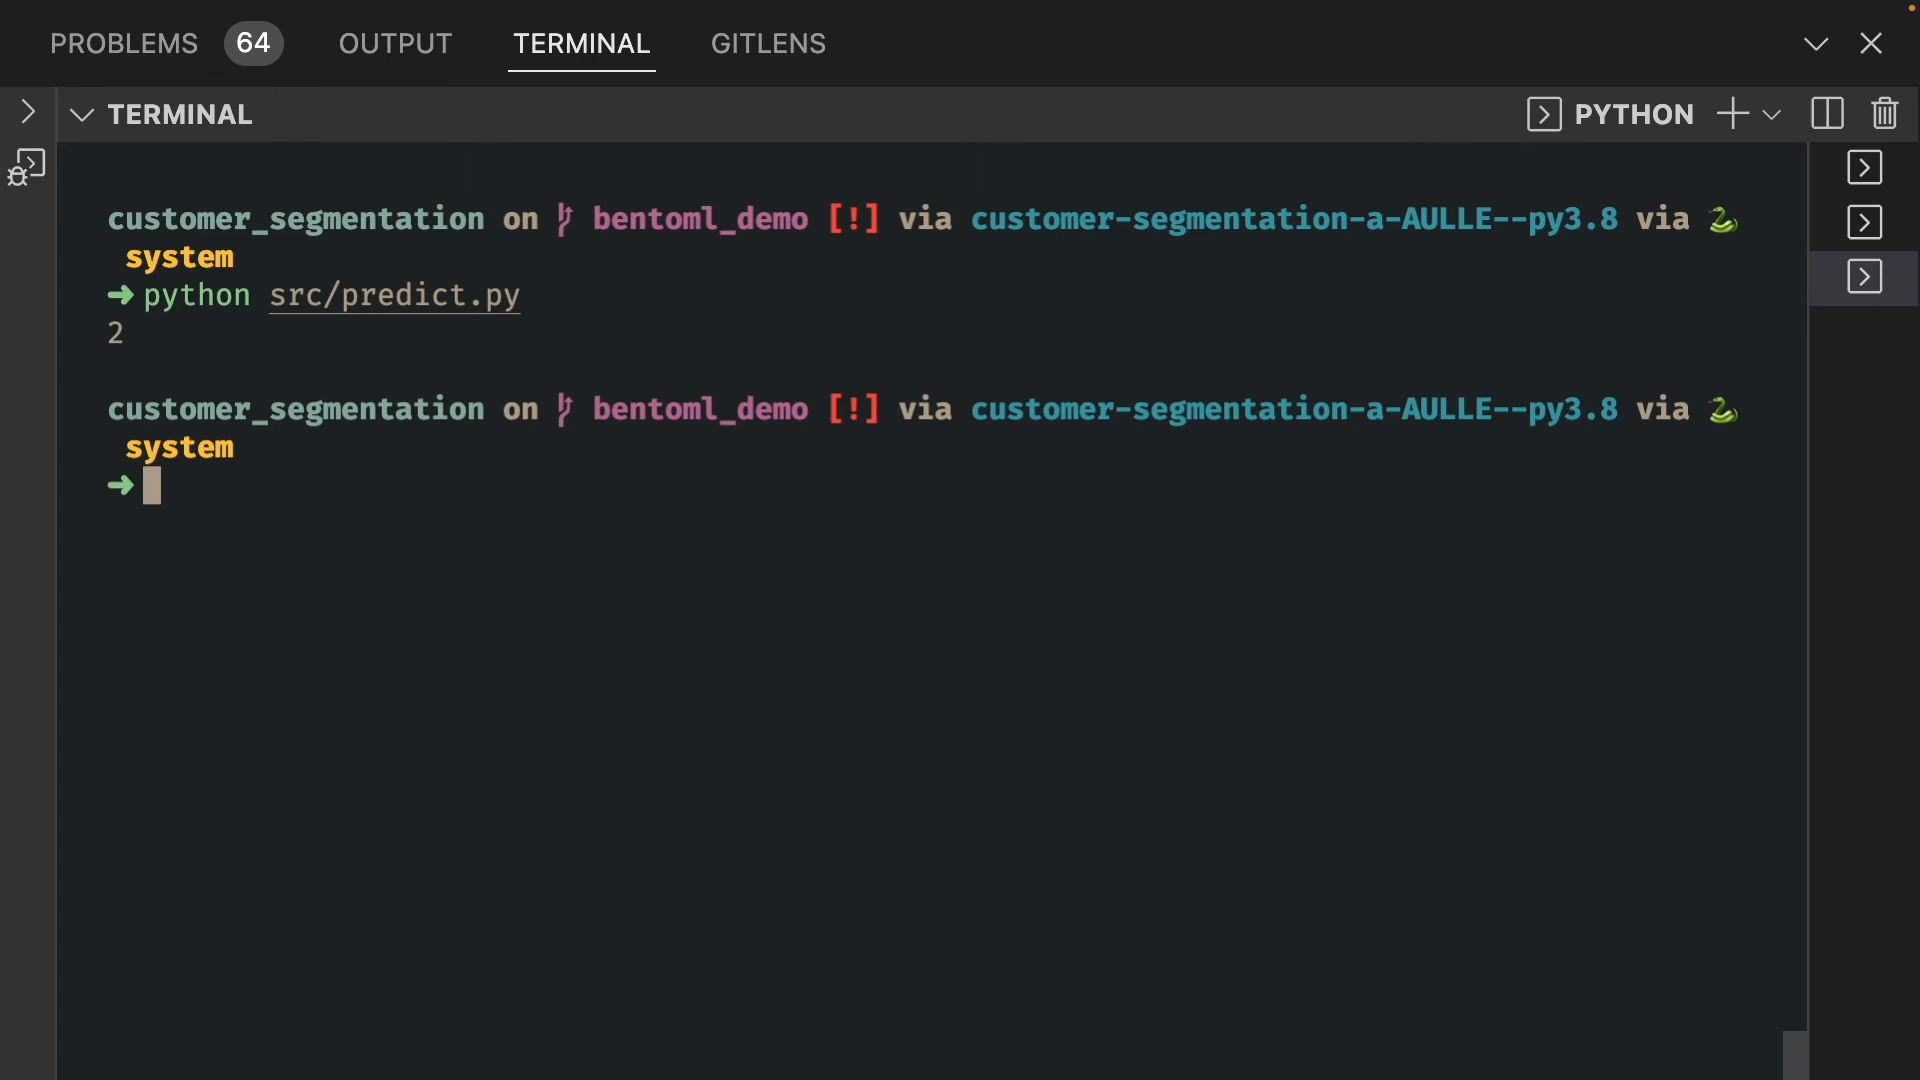 PROBLEMS 64 OUTPUT TERMINAL GITLENS
TERMINAL PYTHON
customer_segmentation on bentoml_demo [!] via customer-segmentation-a-AULLE--py3.8 via 🐍
system
➜ python src/predict.py
2
customer_segmentation on bentoml_demo [!] via customer-segmentation-a-AULLE--py3.8 via 🐍
system
➜